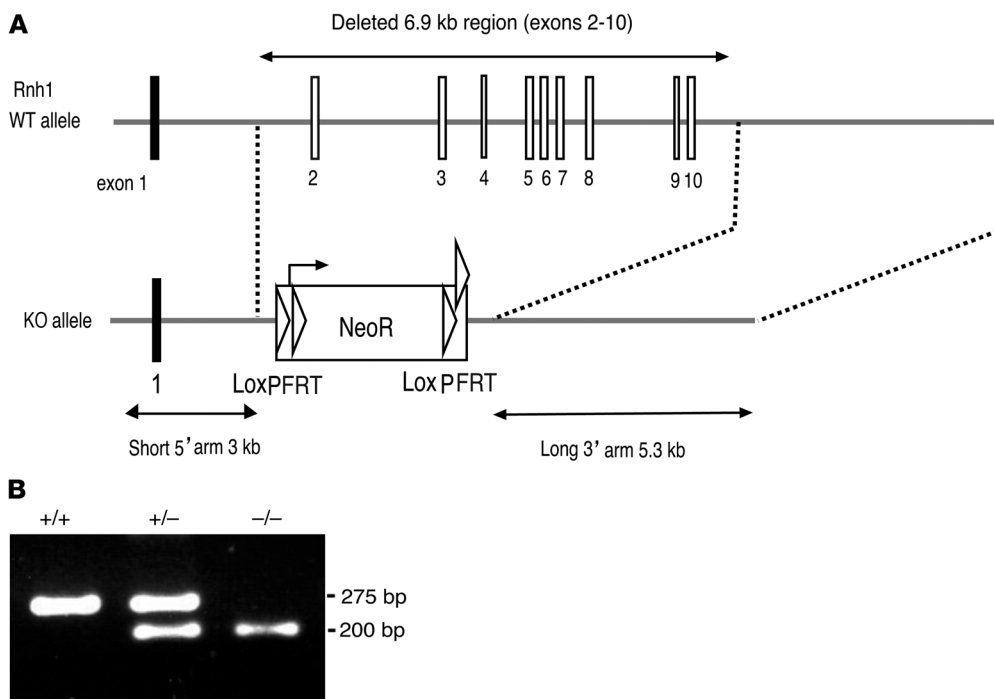 A
Deleted 6.9 kb region (exons 2-10)
Rnh1
WT allele
exon 1
2
3
4
5
6
7
8
9
10
KO allele
NeoR
1
LoxPFRT
LoxPFRT
Short 5' arm 3 kb
Long 3' arm 5.3 kb
B
+/+
+/–
–/–
275 bp
200 bp